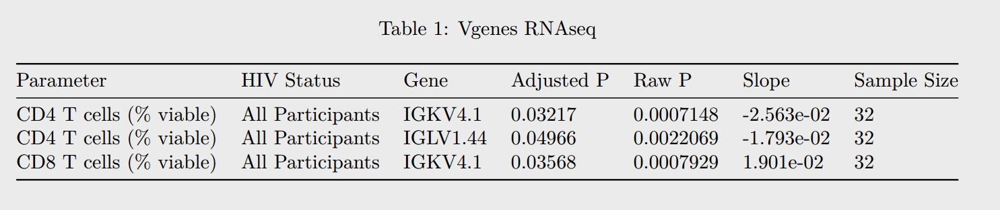 Table 1: Vgenes RNAseq
Parameter HIV Status Gene Adjusted P Raw P Slope Sample Size
CD4 T cells (% viable) All Participants IGKV4.1 0.03217 0.0007148 -2.563e-02 32
CD4 T cells (% viable) All Participants IGLV1.44 0.04966 0.0022069 -1.793e-02 32
CD8 T cells (% viable) All Participants IGKV4.1 0.03568 0.0007929 1.901e-02 32